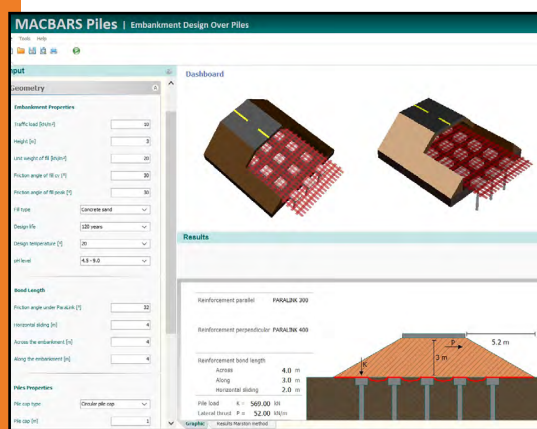 MACBARS Piles | Embankment Design Over Piles
Tools Help
nput
Dashboard
Geometry
Embankment Properties
Traffic load [kN/m²] 10
Height [m] 3
Unit weight of fill [kN/m³] 20
Friction angle of fill cv [°] 30
Friction angle of fill peak [°] 30
Fill type Concrete sand
Design life 120 years
Design temperature [°] 20
pH level 4.5 - 9.0
Bond Length
Friction angle under ParaLink [°] 22
Horizontal sliding [m] 4
Across the embankment [m] 4
Along the embankment [m] 4
Piles Properties
Pile cap type Circular pile cap
Pile cap [m] 1
Results
Reinforcement parallel PARALINK 200
Reinforcement perpendicular PARALINK 400
Reinforcement bond length
Across 4.0 m
Along 3.0 m
Horizontal sliding 2.0 m
Pile load K = 569.00 kN
Lateral thrust P = 52.00 kN/m
P
5.2 m
3 m
K
Graphic Results Marston method